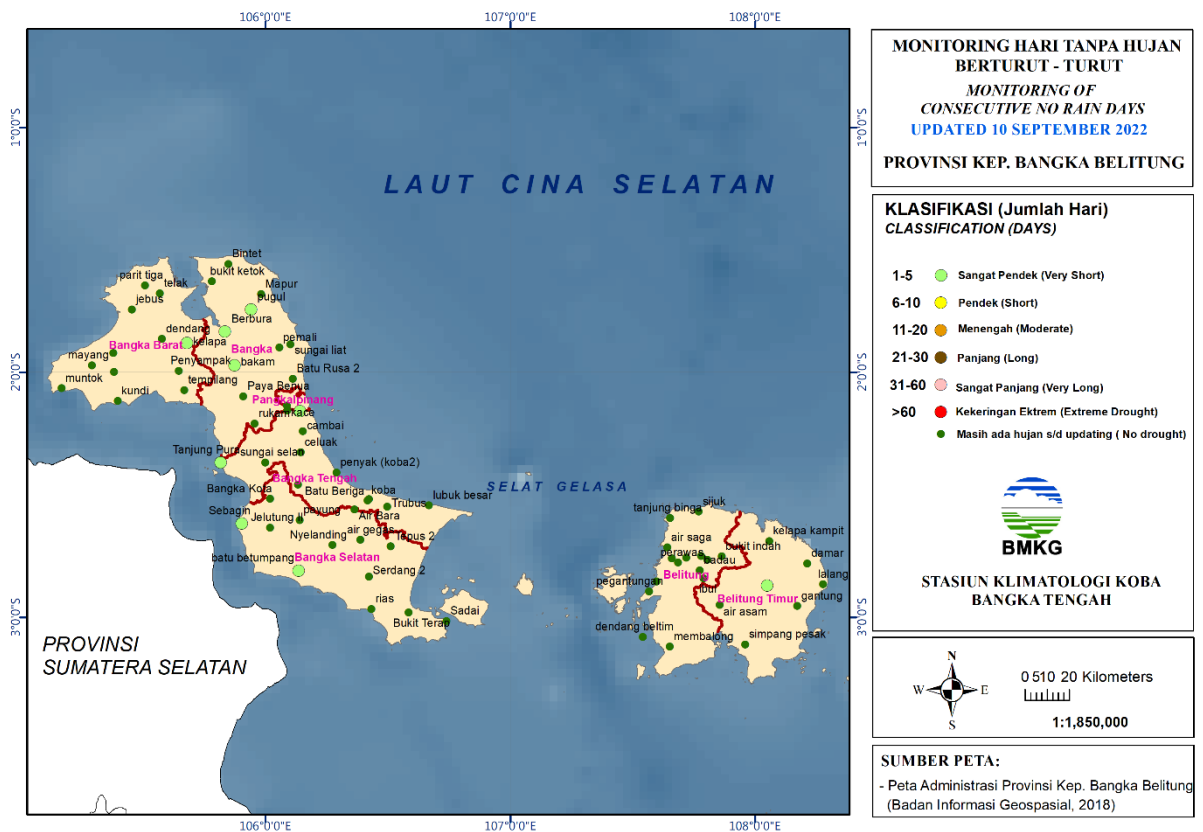 106°0'0"E 107°0'0"E 108°0'0"E
1°0'0"S 1°0'0"S
2°0'0"S 2°0'0"S
3°0'0"S 3°0'0"S
106°0'0"E 107°0'0"E 108°0'0"E
LAUT CINA SELATAN
SELAT GELASA
PROVINSI
SUMATERA SELATAN
Bintet
bukit ketok
parit tiga
telak
Mapur
jebus
pugul
Berbura
dendang
kelapa
Bangka Barat
Bangka
pemali
sungai liat
mayang
Penyampak
bakam
Batu Rusa 2
muntok
tempilang
kundi
Paya Benua
Pangkalpinang
rukam
kace
cambai
celuak
Tanjung Pura
sungai selan
penyak (koba2)
Bangka Tengah
Bangka Kota
Batu Beriga
koba
lubuk besar
Trubus
Sebagin
Jelutung II
payung
Air Bara
air gegas
Nyelanding
Tepus 2
batu betumpang
Bangka Selatan
Serdang 2
rias
Sadai
Bukit Terap
sijuk
tanjung binga
kelapa kampit
air saga
bukit indah
perawas
badau
damar
Belitung
pegantungan
lalang
Belitung Timur
gantung
air asam
dendang beltim
membalong
simpang pesak
MONITORING HARI TANPA HUJAN
BERTURUT - TURUT
MONITORING OF
CONSECUTIVE NO RAIN DAYS
UPDATED 10 SEPTEMBER 2022
PROVINSI KEP. BANGKA BELITUNG
KLASIFIKASI (Jumlah Hari)
CLASSIFICATION (DAYS)
1-5 Sangat Pendek (Very Short)
6-10 Pendek (Short)
11-20 Menengah (Moderate)
21-30 Panjang (Long)
31-60 Sangat Panjang (Very Long)
>60 Kekeringan Ektrem (Extreme Drought)
Masih ada hujan s/d updating ( No drought)
BMKG
STASIUN KLIMATOLOGI KOBA
BANGKA TENGAH
N
W E
S
0 5 10 20 Kilometers
1:1,850,000
SUMBER PETA:
- Peta Administrasi Provinsi Kep. Bangka Belitung
(Badan Informasi Geospasial, 2018)